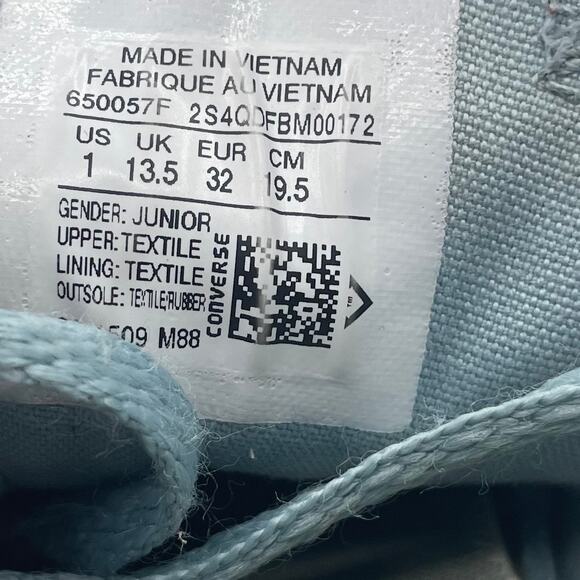 MADE IN VIETNAM
FABRIQUE AU VIETNAM
650057F 2S4QDFBM00172
US UK EUR CM
1 13.5 32 19.5
GENDER: JUNIOR
UPPER: TEXTILE
LINING: TEXTILE
OUTSOLE: TEXTILE/RUBBER
509 M88
CONVERSE
™